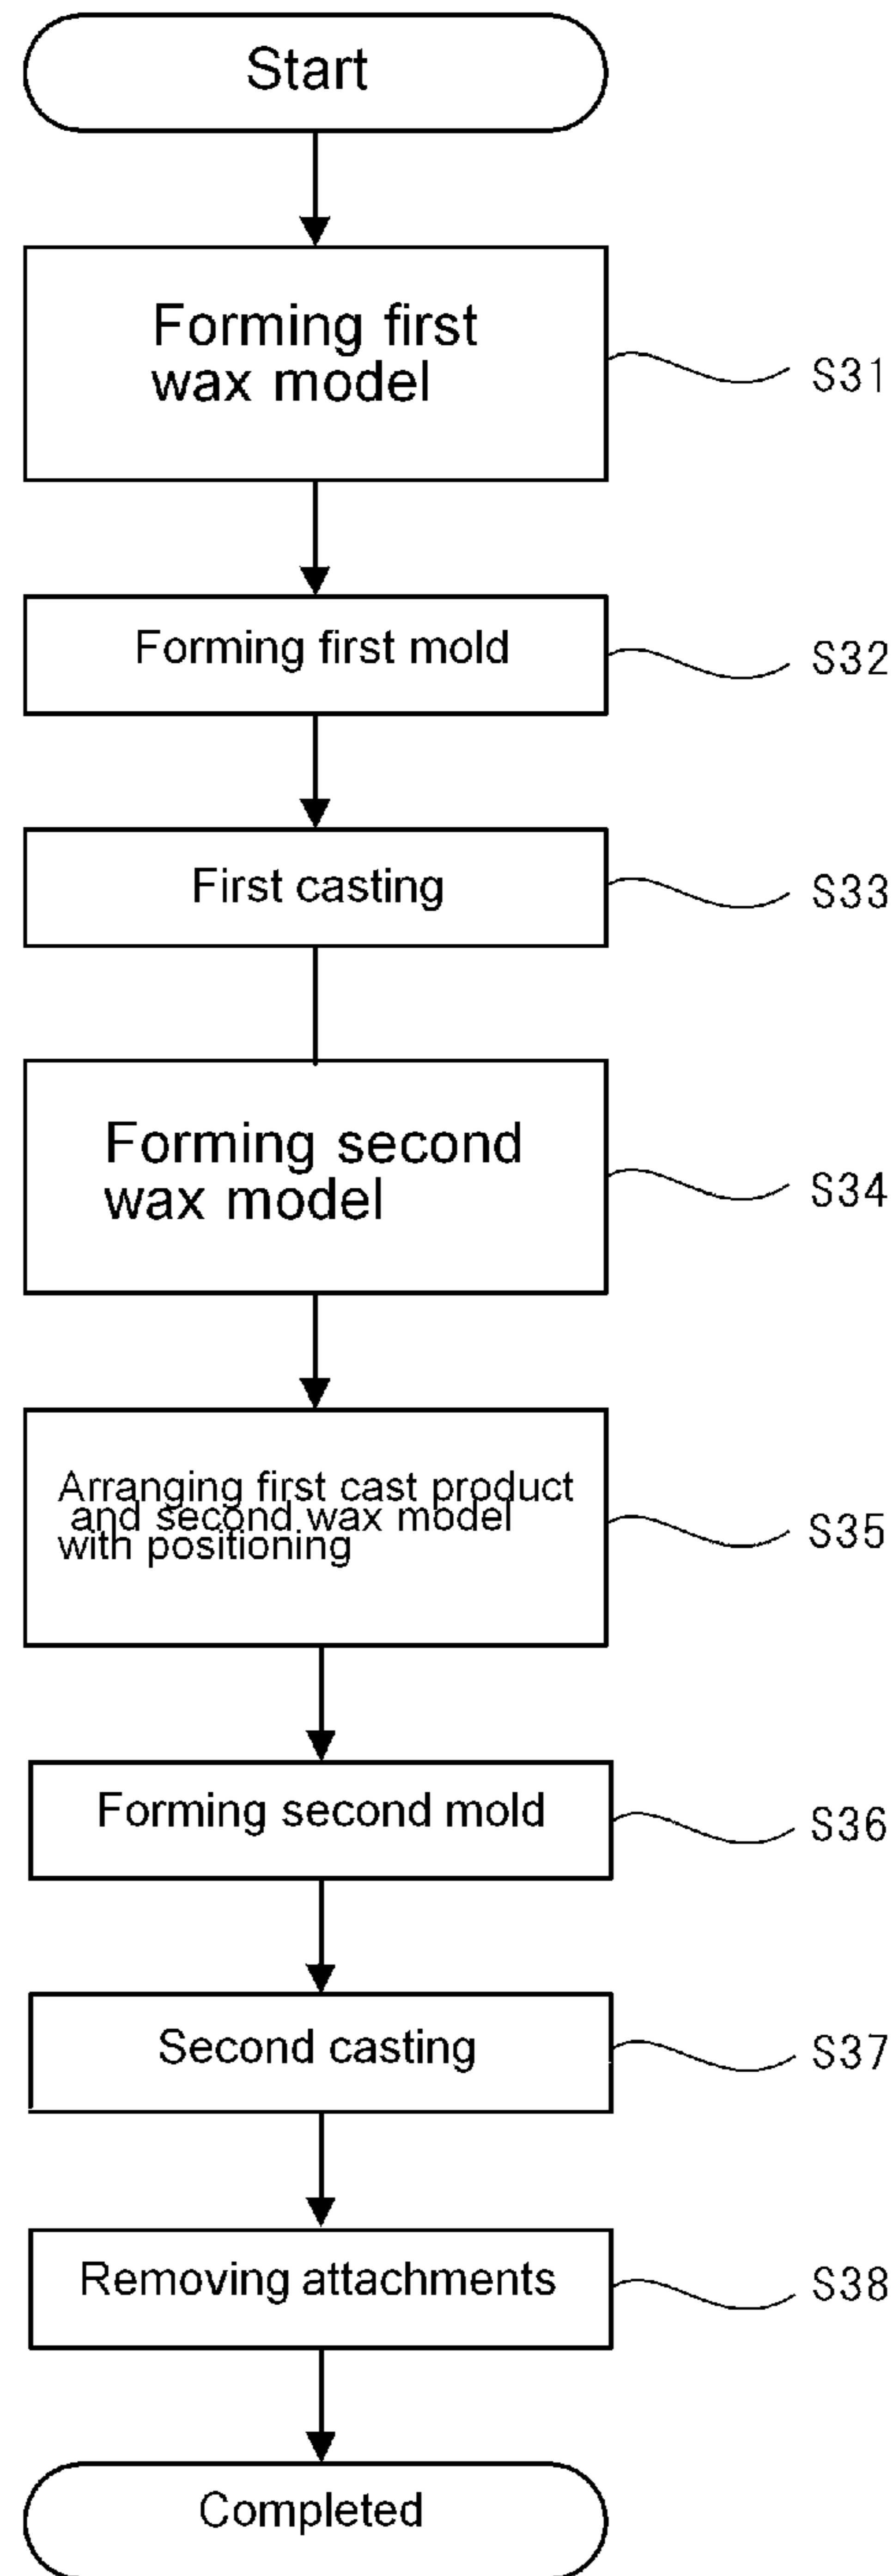 Start
Forming first
wax model
S31
Forming first mold
S32
First casting
S33
Forming second
wax model
S34
Arranging first cast product
and second wax model
with positioning
S35
Forming second mold
S36
Second casting
S37
Removing attachments
S38
Completed